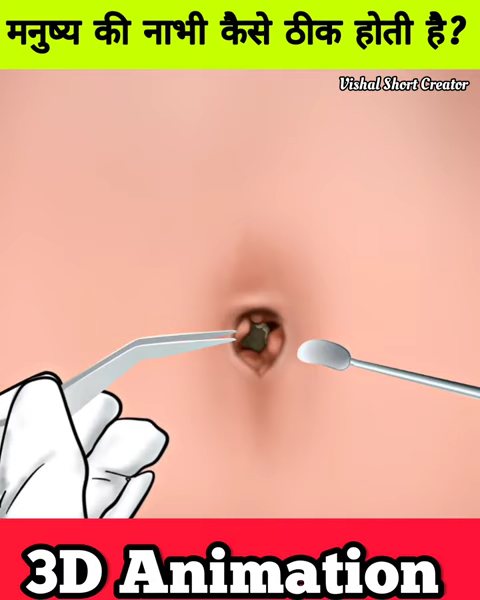 मनुष्य की नाभी कैसे ठीक होती है?
Vishal Short Creator
3D Animation